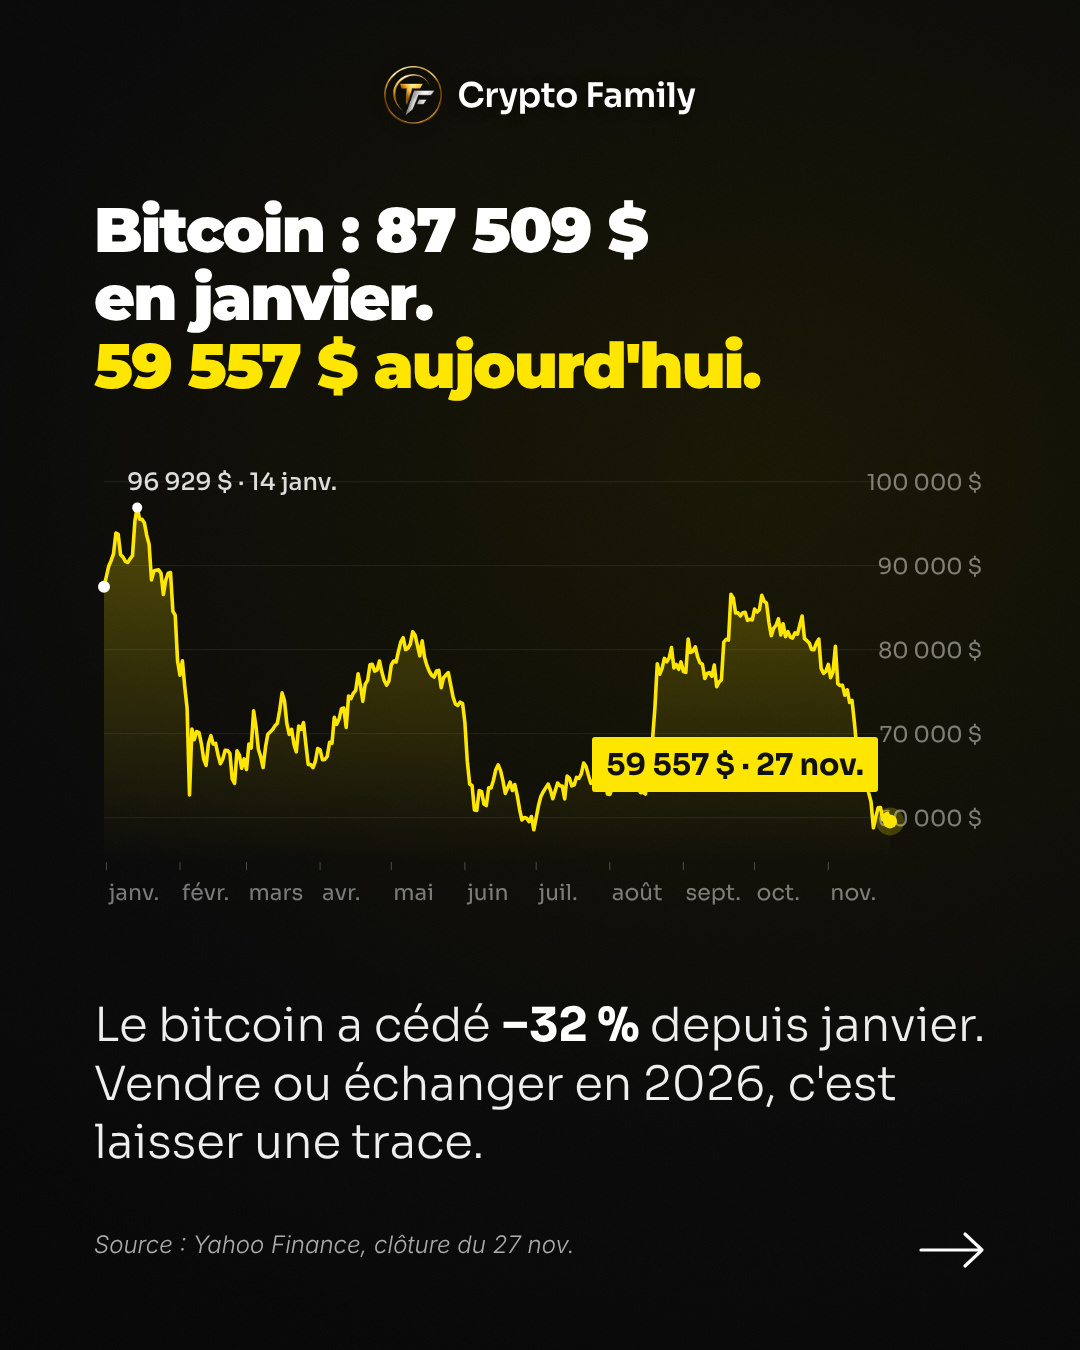 Crypto Family
Bitcoin : 87 509 $
en janvier.
59 557 $ aujourd'hui.
96 929 $ · 14 janv.
100 000 $
90 000 $
80 000 $
70 000 $
59 557 $ · 27 nov.
60 000 $
janv. févr. mars avr. mai juin juil. août sept. oct. nov.
Le bitcoin a cédé −32 % depuis janvier.
Vendre ou échanger en 2026, c'est
laisser une trace.
Source : Yahoo Finance, clôture du 27 nov.